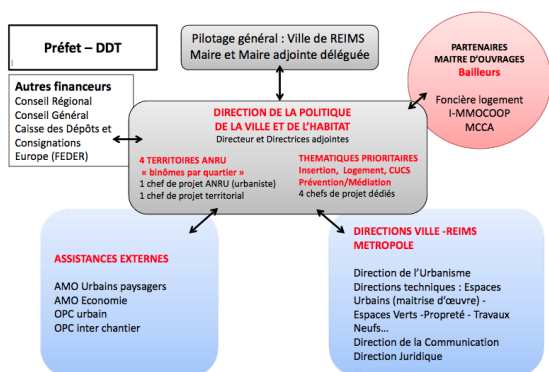 Préfet – DDT
Pilotage général : Ville de REIMS
Maire et Maire adjointe déléguée
PARTENAIRES
MAITRE D'OUVRAGES
Bailleurs
Foncière logement
I-MMOCOOP
MCCA
Autres financeurs
Conseil Régional
Conseil Général
Caisse des Dépots et
Consignations
Europe (FEDER)
DIRECTION DE LA POLITIQUE
DE LA VILLE ET DE L'HABITAT
Directeur et Directrices adjointes
4 TERRITOIRES ANRU
« binômes par quartier »
1 chef de projet ANRU (urbaniste)
1 chef de projet territorial
THEMATIQUES PRIORITAIRES
Insertion, Logement, CUCS
Prévention/Médiation
4 chefs de projet dédiés
ASSISTANCES EXTERNES
AMO Urbains paysagers
AMO Economie
OPC urbain
OPC inter chantier
DIRECTIONS VILLE -REIMS
METROPOLE
Direction de l'Urbanisme
Directions techniques : Espaces
Urbains (maitrise d'œuvre) -
Espaces Verts -Propreté - Travaux
Neufs...
Direction de la Communication
Direction Juridique